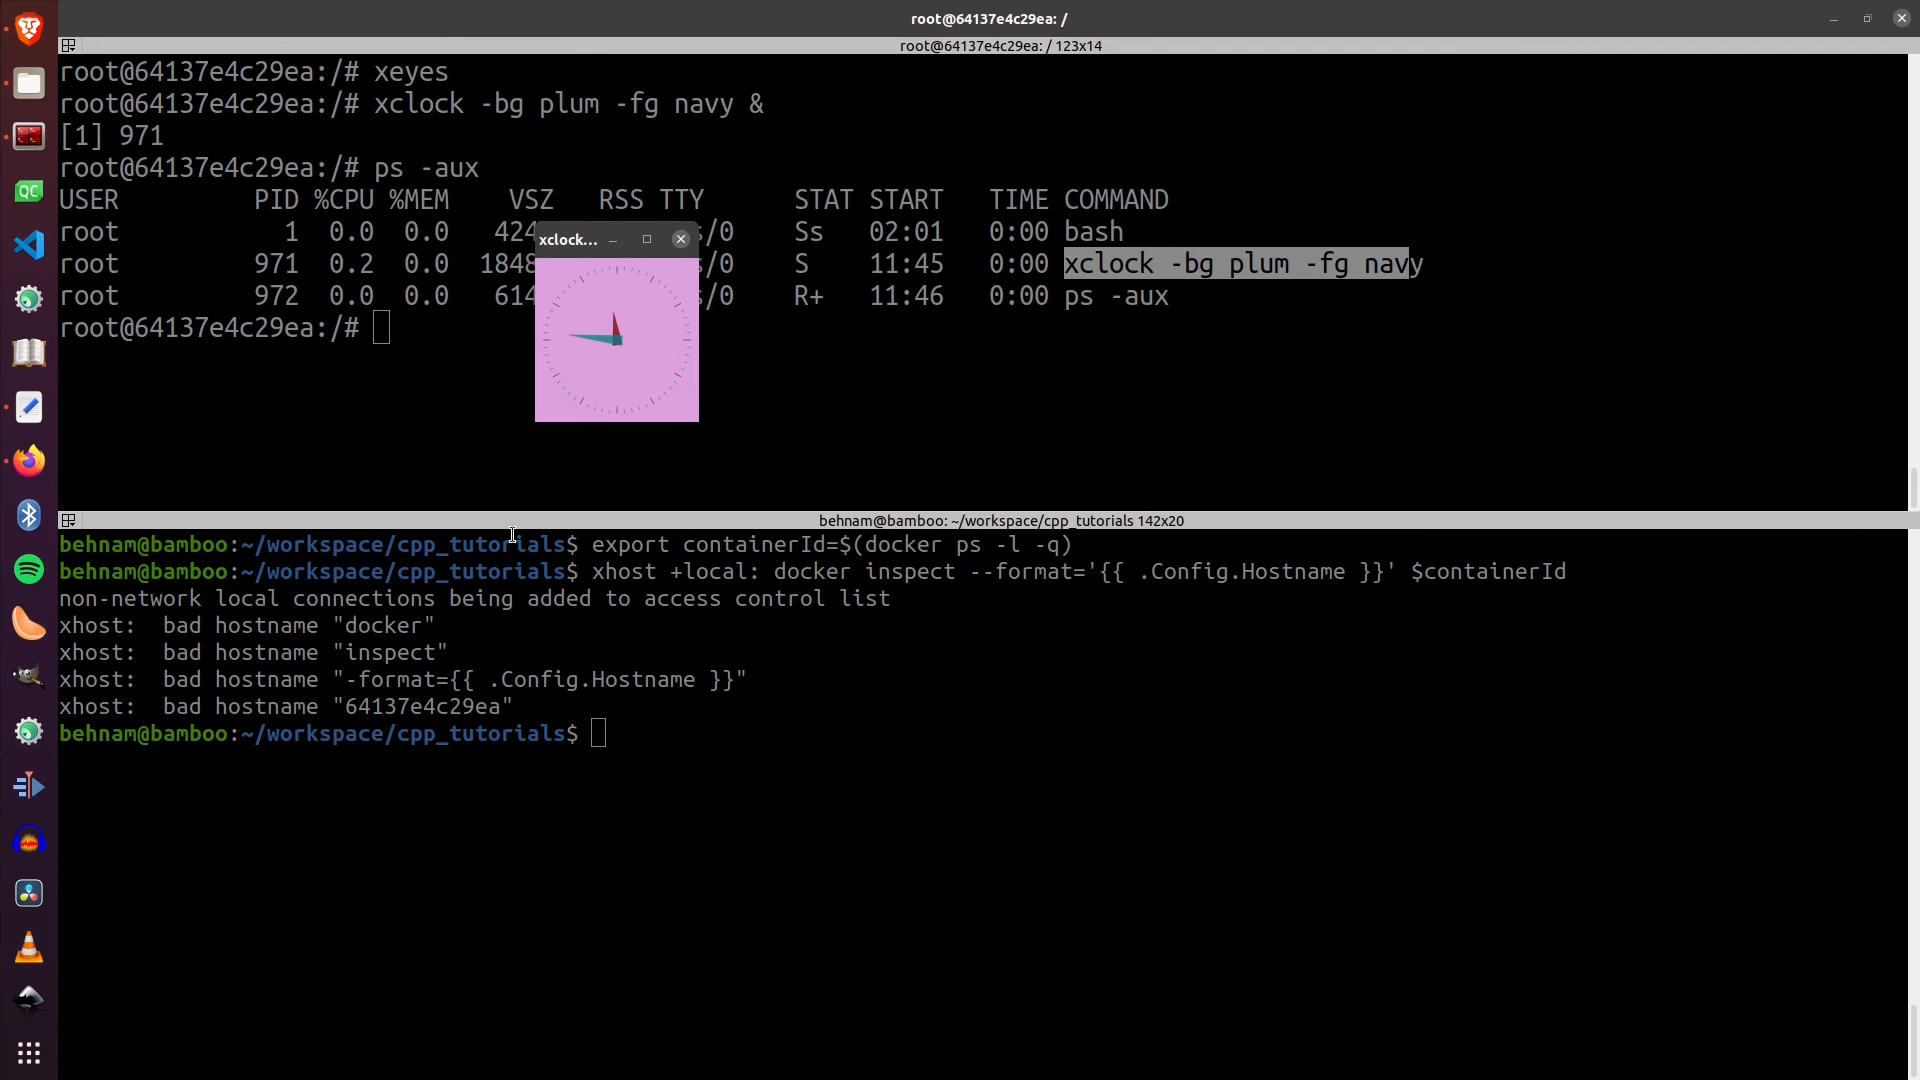 root@64137e4c29ea: /
root@64137e4c29ea: / 123x14
root@64137e4c29ea:/# xeyes
root@64137e4c29ea:/# xclock -bg plum -fg navy &
[1] 971
root@64137e4c29ea:/# ps -aux
USER PID %CPU %MEM VSZ RSS TTY STAT START TIME COMMAND
root 1 0.0 0.0 424 /0 Ss 02:01 0:00 bash
xclock...
root 971 0.2 0.0 1848 /0 S 11:45 0:00 xclock -bg plum -fg navy
root 972 0.0 0.0 614 /0 R+ 11:46 0:00 ps -aux
root@64137e4c29ea:/#
QC
behnam@bamboo: ~/workspace/cpp_tutorials 142x20
behnam@bamboo:~/workspace/cpp_tutorials$ export containerId=$(docker ps -l -q)
behnam@bamboo:~/workspace/cpp_tutorials$ xhost +local: docker inspect --format='{{ .Config.Hostname }}' $containerId
non-network local connections being added to access control list
xhost:  bad hostname "docker"
xhost:  bad hostname "inspect"
xhost:  bad hostname "-format={{ .Config.Hostname }}"
xhost:  bad hostname "64137e4c29ea"
behnam@bamboo:~/workspace/cpp_tutorials$